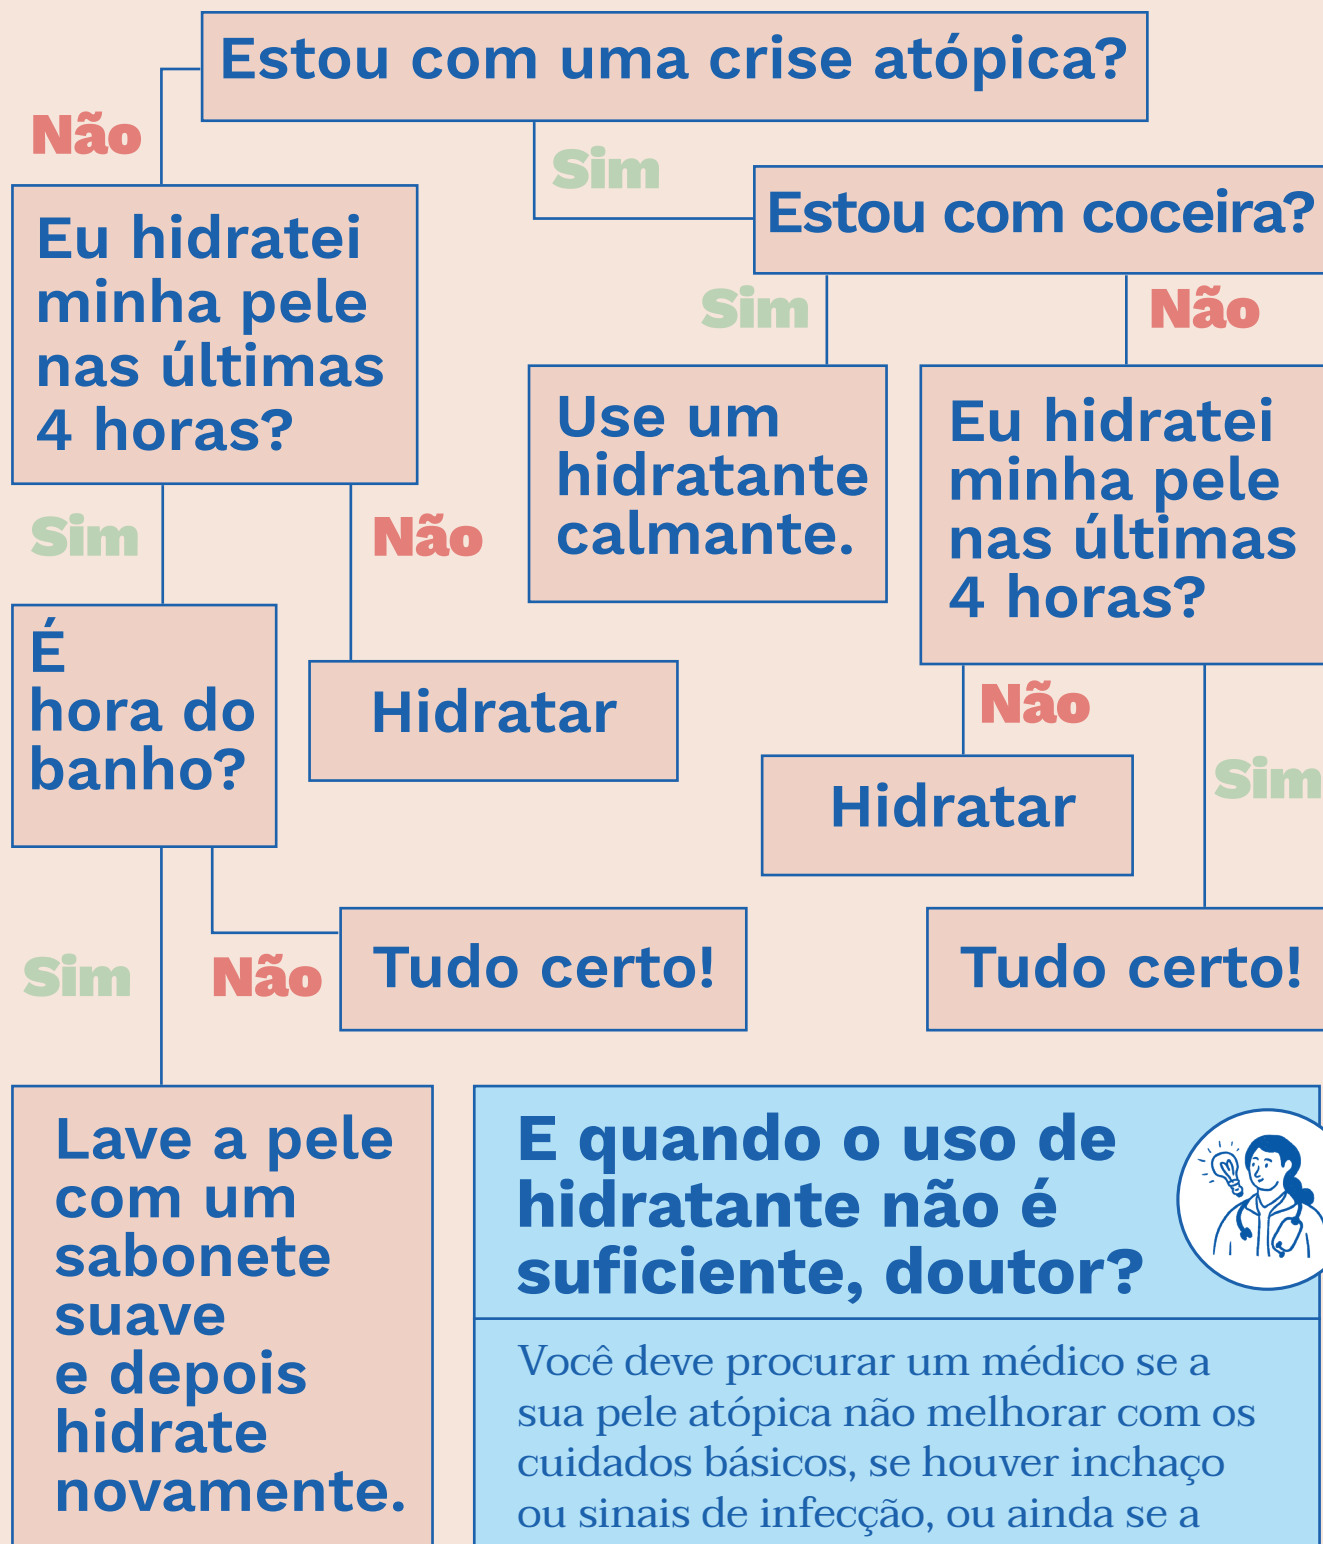 Estou com uma crise atópica?
Não
Sim
Estou com coceira?
Eu hidratei
minha pele
nas últimas
4 horas?
Sim
Não
Use um
hidratante
calmante.
Eu hidratei
minha pele
nas últimas
4 horas?
Sim
Não
É
hora do
banho?
Hidratar
Não
Hidratar
Sim
Sim
Não
Tudo certo!
Tudo certo!
Lave a pele
com um
sabonete
suave
e depois
hidrate
novamente.
E quando o uso de
hidratante não é
suficiente, doutor?
Você deve procurar um médico se a
sua pele atópica não melhorar com os
cuidados básicos, se houver inchaço
ou sinais de infecção, ou ainda se a